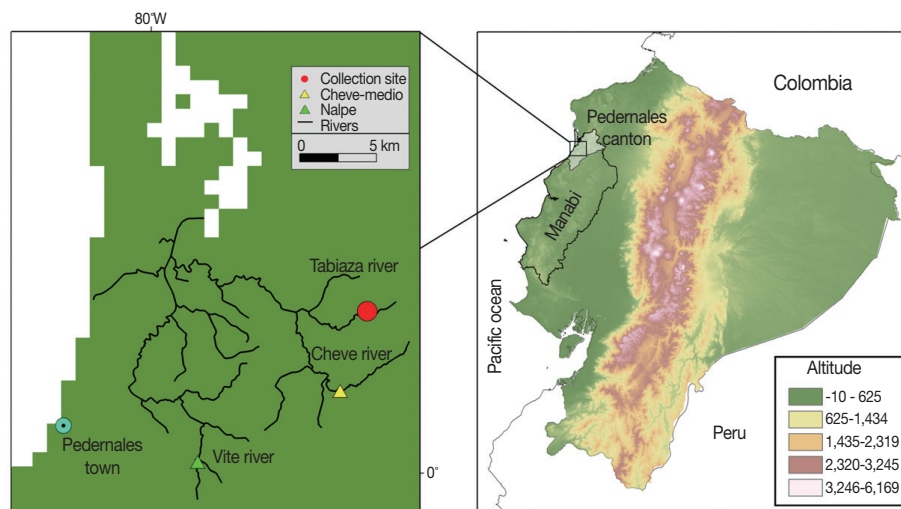 80°W
Collection site
Cheve-medio
Nalpe
Rivers
0 5 km
Tabiaza river
Cheve river
Pedernales
town
Vite river
0°
Colombia
Pedernales
canton
Manabi
Pacific ocean
Peru
Altitude
-10 - 625
625-1,434
1,435-2,319
2,320-3,245
3,246-6,169